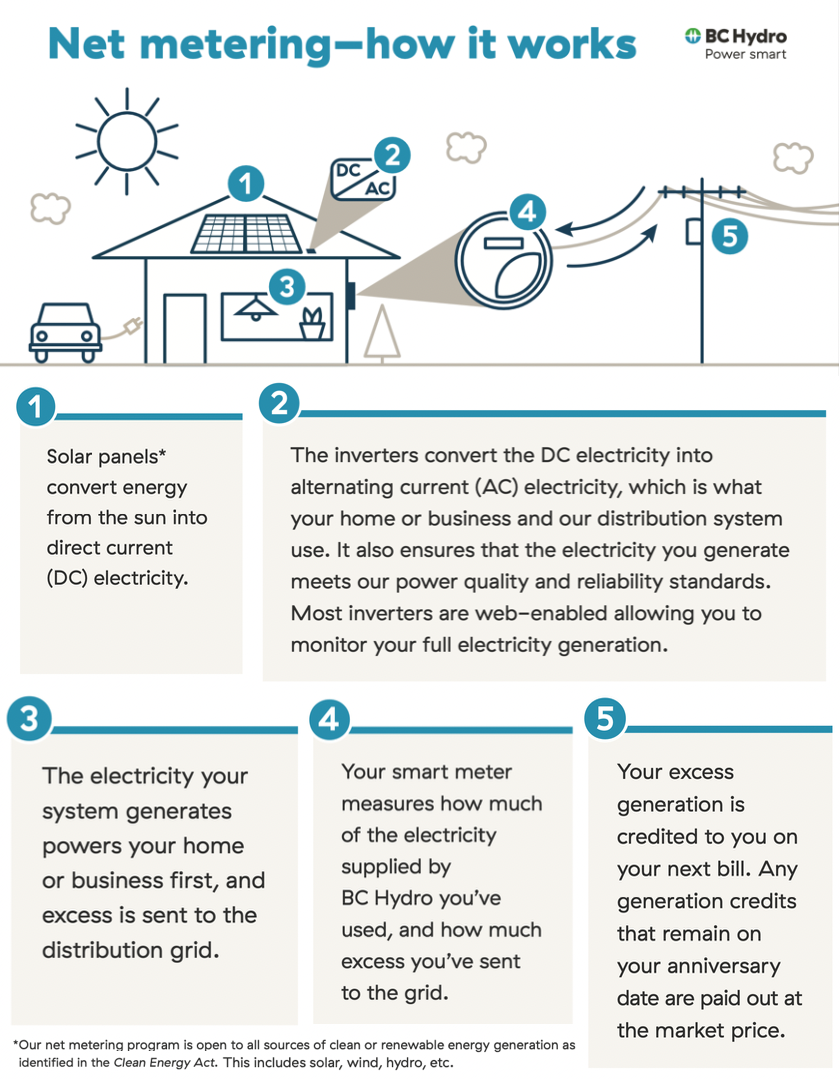 Net metering—how it works
BC Hydro
Power smart
1
2
DC
AC
3
4
5
1
Solar panels*
convert energy
from the sun into
direct current
(DC) electricity.
2
The inverters convert the DC electricity into
alternating current (AC) electricity, which is what
your home or business and our distribution system
use. It also ensures that the electricity you generate
meets our power quality and reliability standards.
Most inverters are web-enabled allowing you to
monitor your full electricity generation.
3
The electricity your
system generates
powers your home
or business first, and
excess is sent to the
distribution grid.
4
Your smart meter
measures how much
of the electricity
supplied by
BC Hydro you've
used, and how much
excess you've sent
to the grid.
5
Your excess
generation is
credited to you on
your next bill. Any
generation credits
that remain on
your anniversary
date are paid out at
the market price.
*Our net metering program is open to all sources of clean or renewable energy generation as
identified in the Clean Energy Act. This includes solar, wind, hydro, etc.